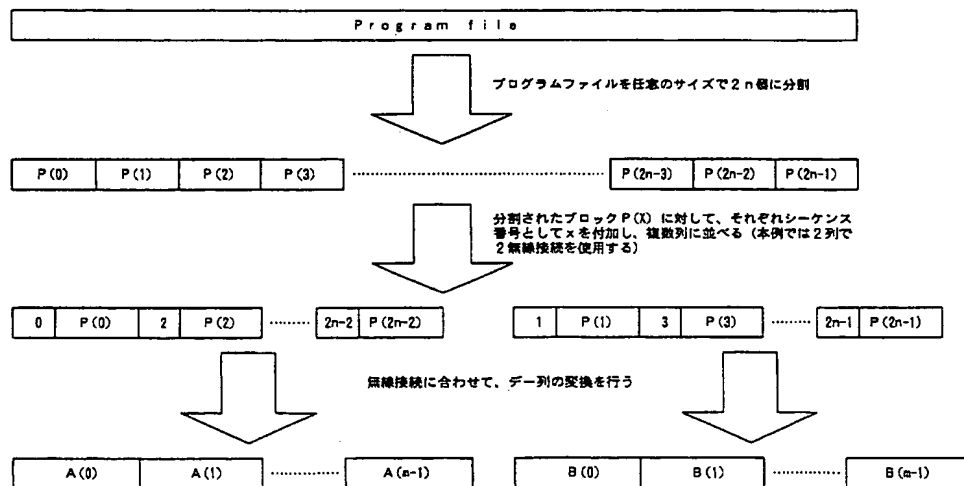 Program file
プログラムファイルを任意のサイズで2n個に分割
P(0) P(1) P(2) P(3) P(2n-3) P(2n-2) P(2n-1)
分割されたブロックP(X)に対して、それぞれシーケンス
番号としてxを付加し、複数列に並べる(本例では2列で
2無線接続を使用する)
0 P(0) 2 P(2) 2n-2 P(2n-2) 1 P(1) 3 P(3) 2n-1 P(2n-1)
無線接続に合わせて、デー列の変換を行う
A(0) A(1) A(m-1) B(0) B(1) B(m-1)